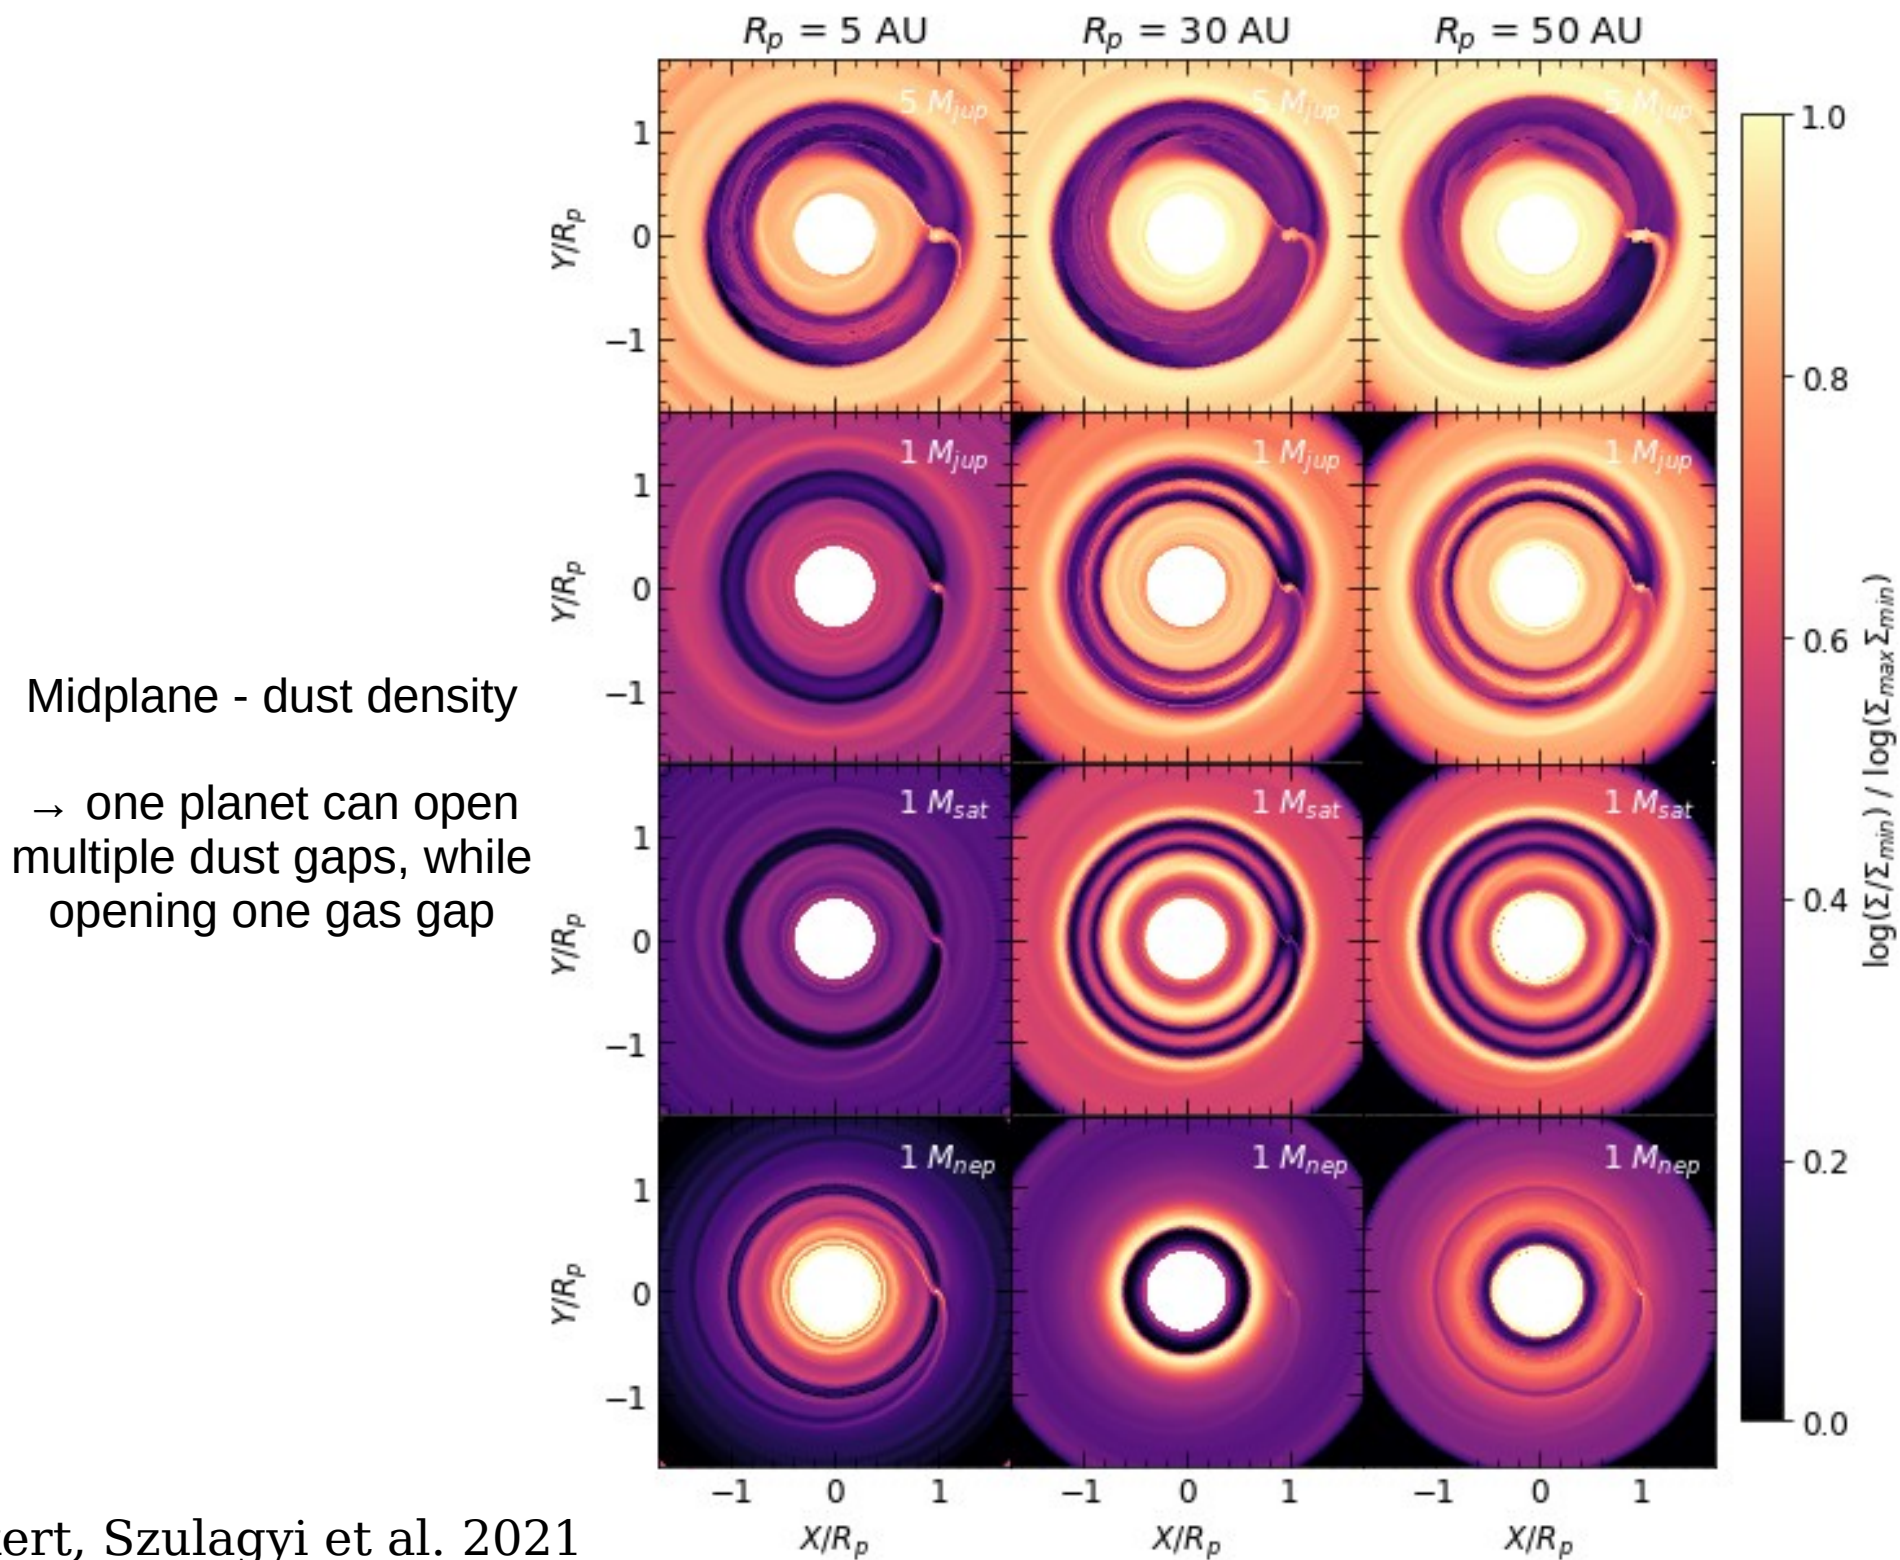 R_p = 5 AU
R_p = 30 AU
R_p = 50 AU
5 M_jup
5 M_jup
5 M_jup
1
0
−1
Y/R_p
1 M_jup
1 M_jup
1 M_jup
1
0
−1
Y/R_p
1 M_sat
1 M_sat
1 M_sat
1
0
−1
Y/R_p
1 M_nep
1 M_nep
1 M_nep
1
0
−1
Y/R_p
−1 0 1
−1 0 1
−1 0 1
X/R_p
X/R_p
X/R_p
1.0
0.8
0.6
0.4
0.2
0.0
log(Σ/Σ_min) / log(Σ_max Σ_min)
Midplane - dust density
→ one planet can open
multiple dust gaps, while
opening one gas gap
Szulagyi et al. 2021